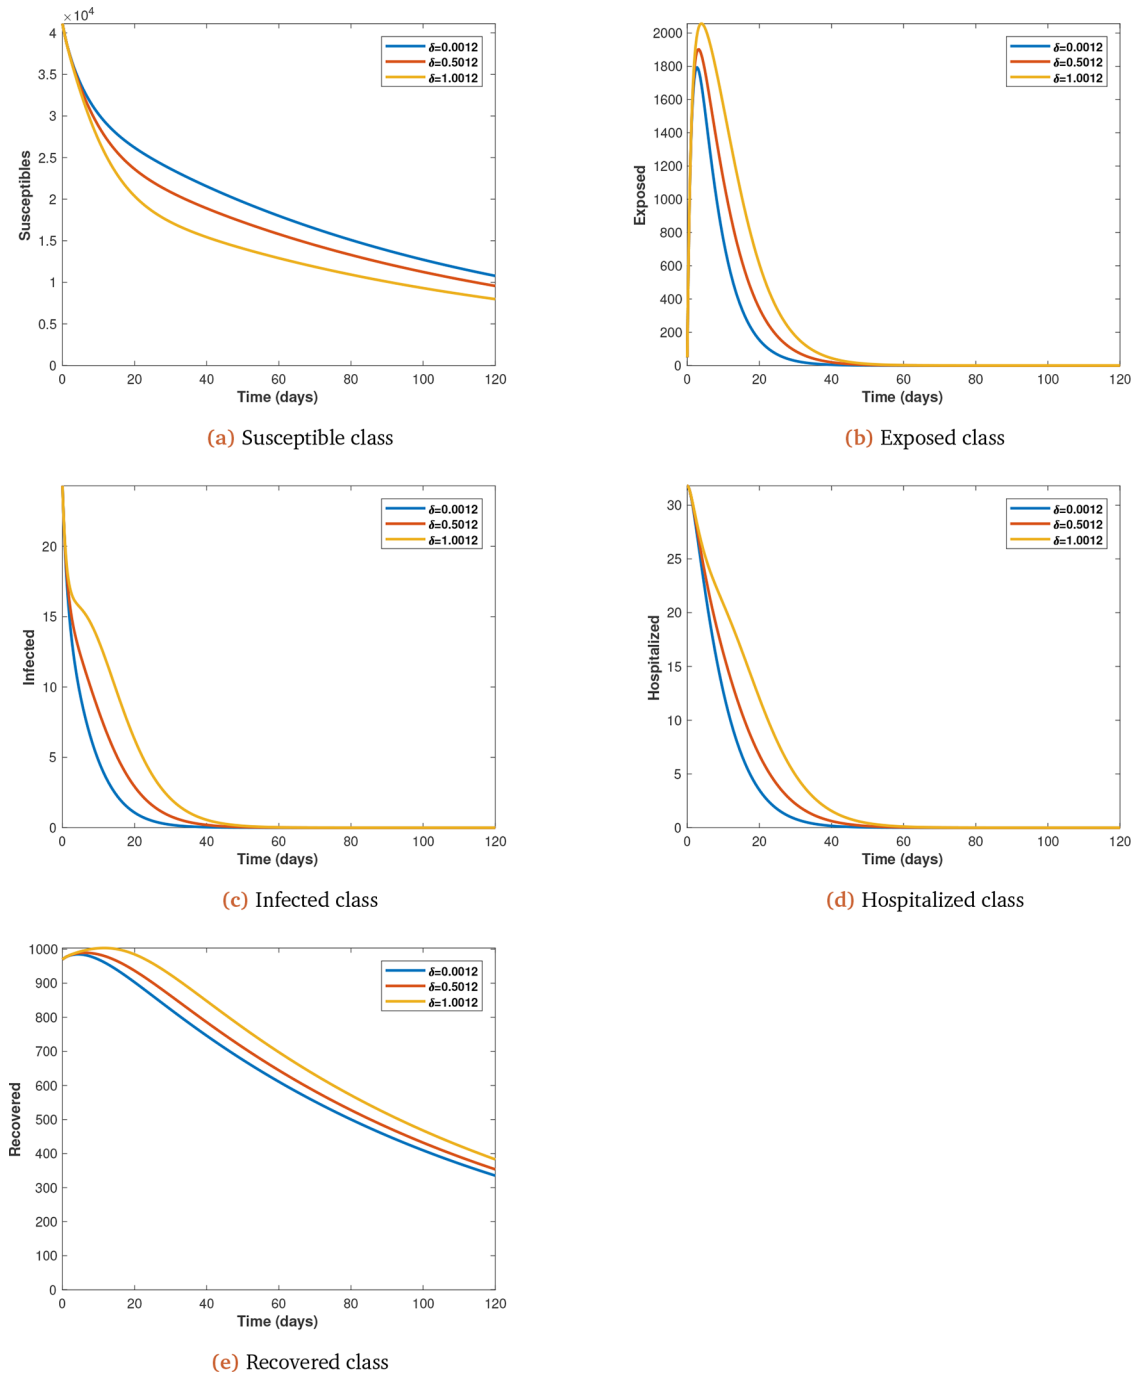 ×10⁴
4
3.5
3
2.5
2
1.5
1
0.5
0
Susceptibles
δ=0.0012
δ=0.5012
δ=1.0012
0 20 40 60 80 100 120
Time (days)
(a) Susceptible class
2000
1800
1600
1400
1200
1000
800
600
400
200
0
Exposed
δ=0.0012
δ=0.5012
δ=1.0012
0 20 40 60 80 100 120
Time (days)
(b) Exposed class
20
15
10
5
0
Infected
δ=0.0012
δ=0.5012
δ=1.0012
0 20 40 60 80 100 120
Time (days)
(c) Infected class
30
25
20
15
10
5
0
Hospitalized
δ=0.0012
δ=0.5012
δ=1.0012
0 20 40 60 80 100 120
Time (days)
(d) Hospitalized class
1000
900
800
700
600
500
400
300
200
100
0
Recovered
δ=0.0012
δ=0.5012
δ=1.0012
0 20 40 60 80 100 120
Time (days)
(e) Recovered class